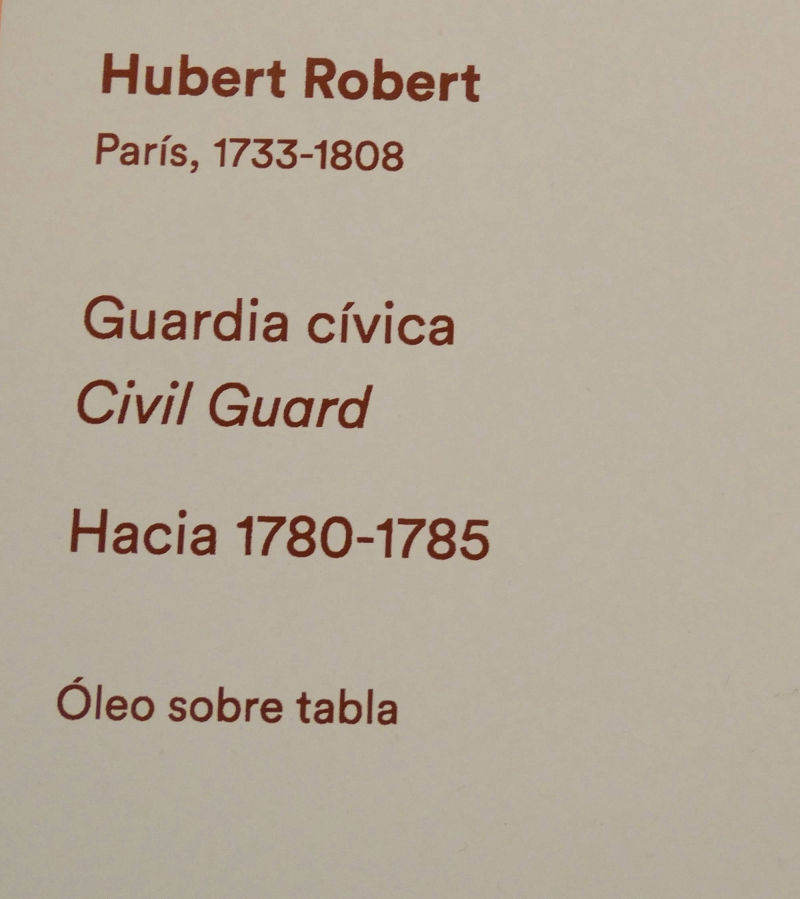 Hubert Robert
París, 1733-1808
Guardia cívica
Civil Guard
Hacia 1780-1785
Óleo sobre tabla